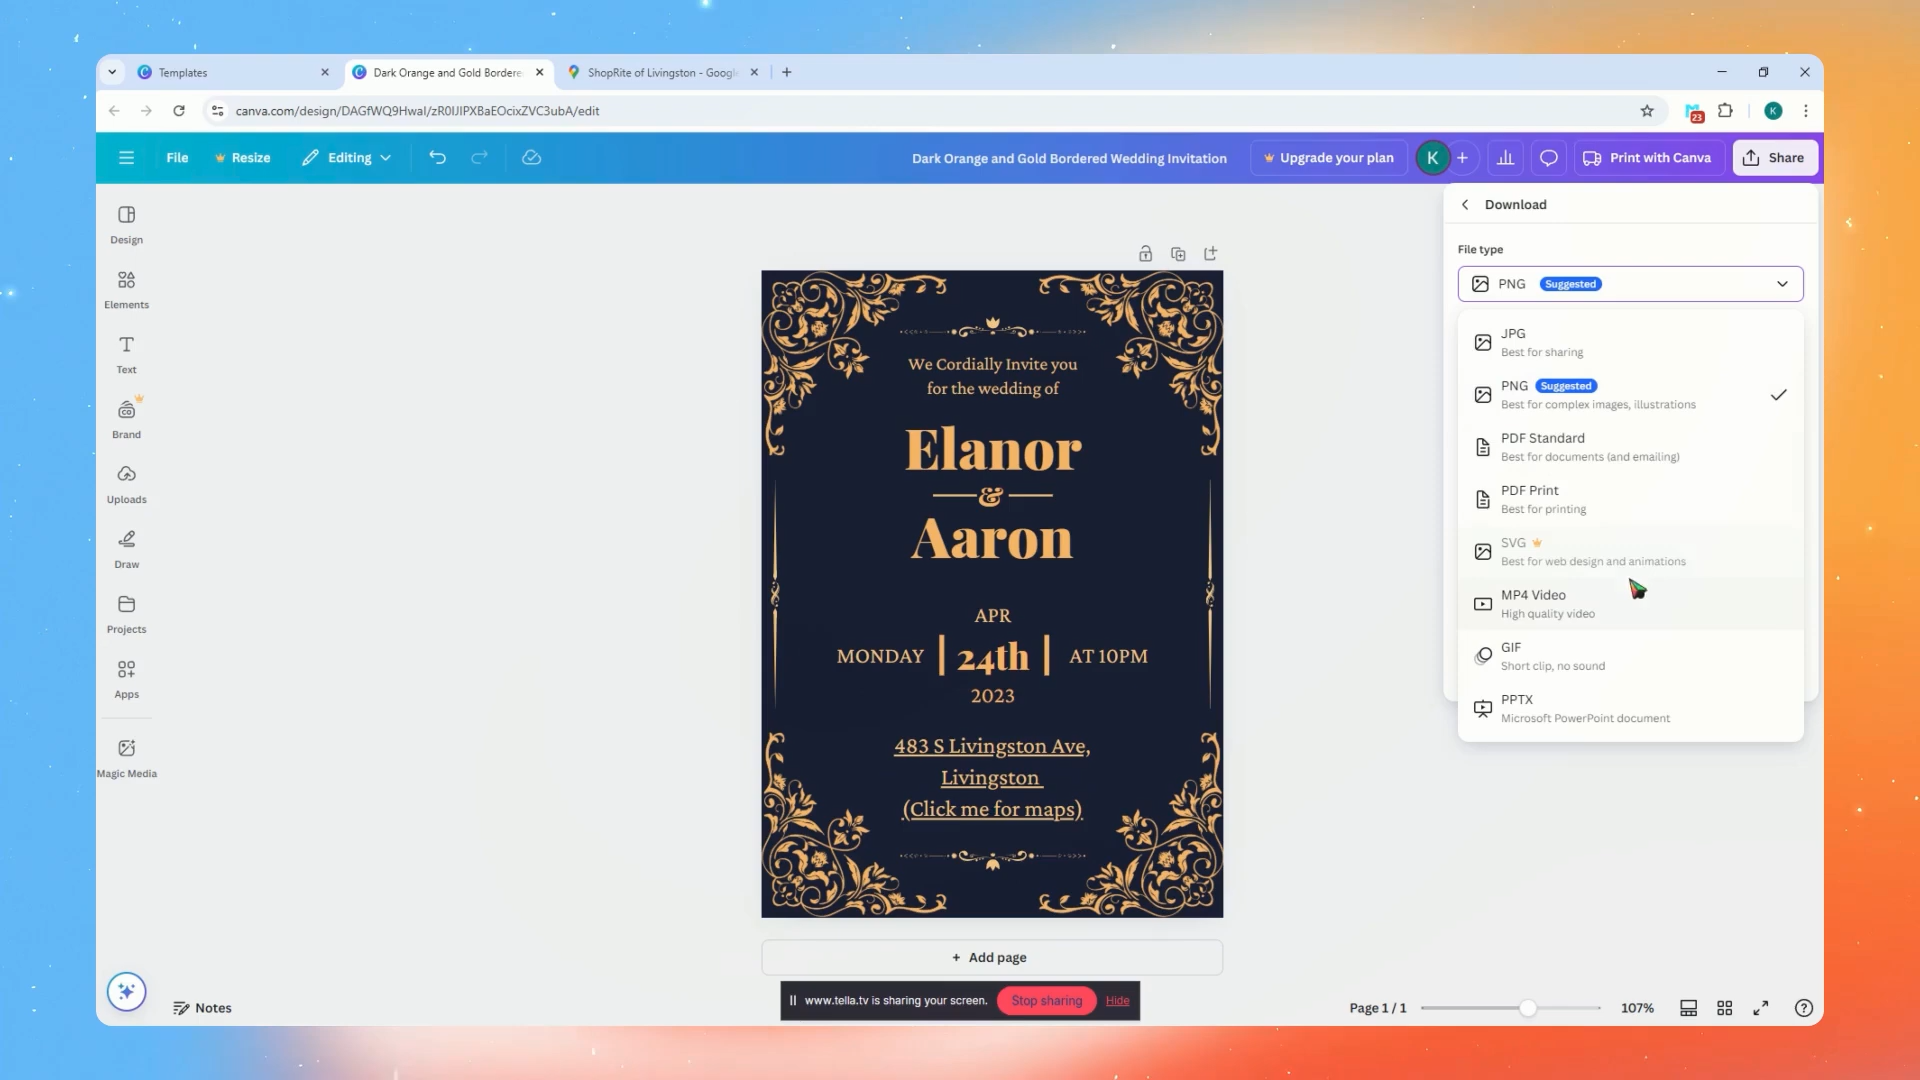 Templates
Dark Orange and Gold Bordere
ShopRite of Livingston - Googl
canva.com/design/DAGfWQ9HwaI/zR0IJIPXBaEOcixZVC3ubA/edit
23
K
File
Resize
Editing
Dark Orange and Gold Bordered Wedding Invitation
Upgrade your plan
K
Print with Canva
Share
Design
Elements
Text
Brand
Uploads
Draw
Projects
Apps
Magic Media
We Cordially Invite you
for the wedding of
Elanor
&
Aaron
APR
MONDAY | 24th | AT 10PM
2023
483 S Livingston Ave,
Livingston
(Click me for maps)
+ Add page
Download
File type
PNG Suggested
JPG
Best for sharing
PNG Suggested
Best for complex images, illustrations
PDF Standard
Best for documents (and emailing)
PDF Print
Best for printing
SVG
Best for web design and animations
MP4 Video
High quality video
GIF
Short clip, no sound
PPTX
Microsoft PowerPoint document
www.tella.tv is sharing your screen.
Stop sharing
Hide
Notes
Page 1 / 1
107%